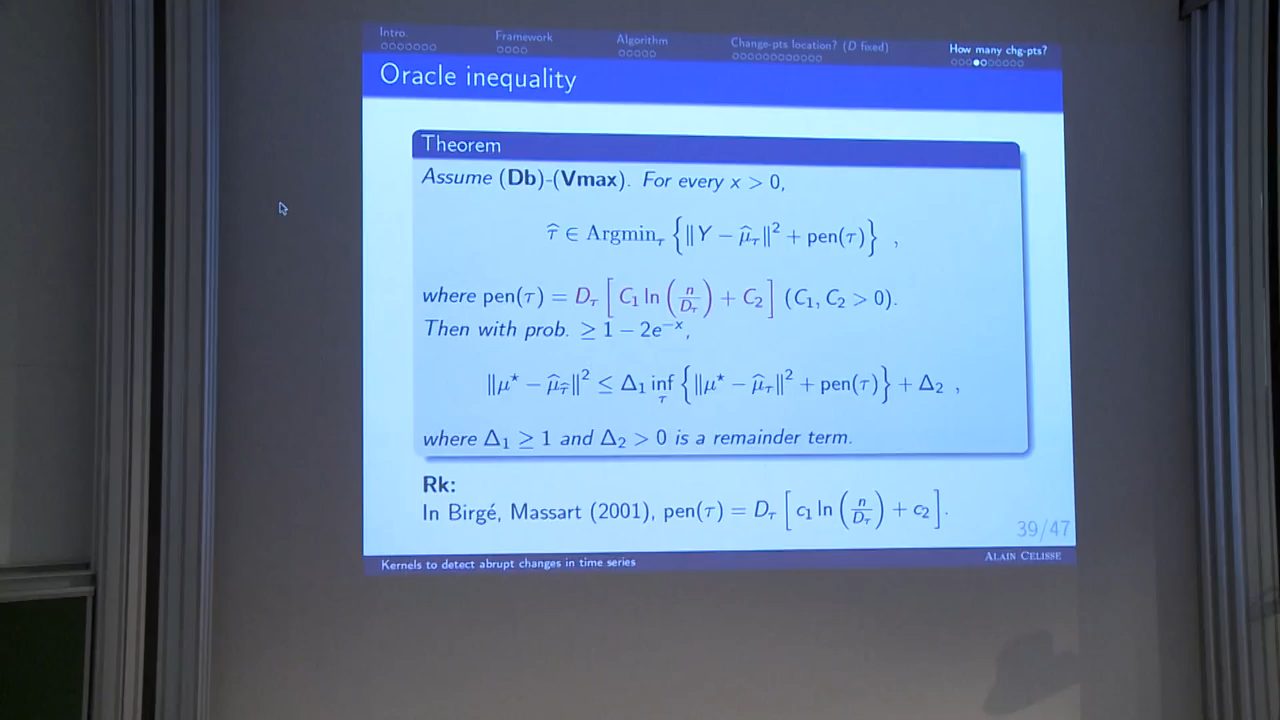 Intro. Framework Algorithm Change-pts location? (D fixed) How many chg-pts?
Oracle inequality
Theorem
Assume (Db)-(Vmax). For every x > 0,
τ̂ ∈ Argmin_τ {‖Y − μ̂_τ‖² + pen(τ)} ,
where pen(τ) = D_τ [C₁ ln (n/D_τ) + C₂] (C₁, C₂ > 0).
Then with prob. ≥ 1 − 2e^{−x},
‖μ* − μ̂_τ̂‖² ≤ Δ₁ inf_τ {‖μ* − μ̂_τ‖² + pen(τ)} + Δ₂ ,
where Δ₁ ≥ 1 and Δ₂ > 0 is a remainder term.
Rk:
In Birgé, Massart (2001), pen(τ) = D_τ [c₁ ln (n/D_τ) + c₂].
39/47
Kernels to detect abrupt changes in time series ALAIN CELISSE